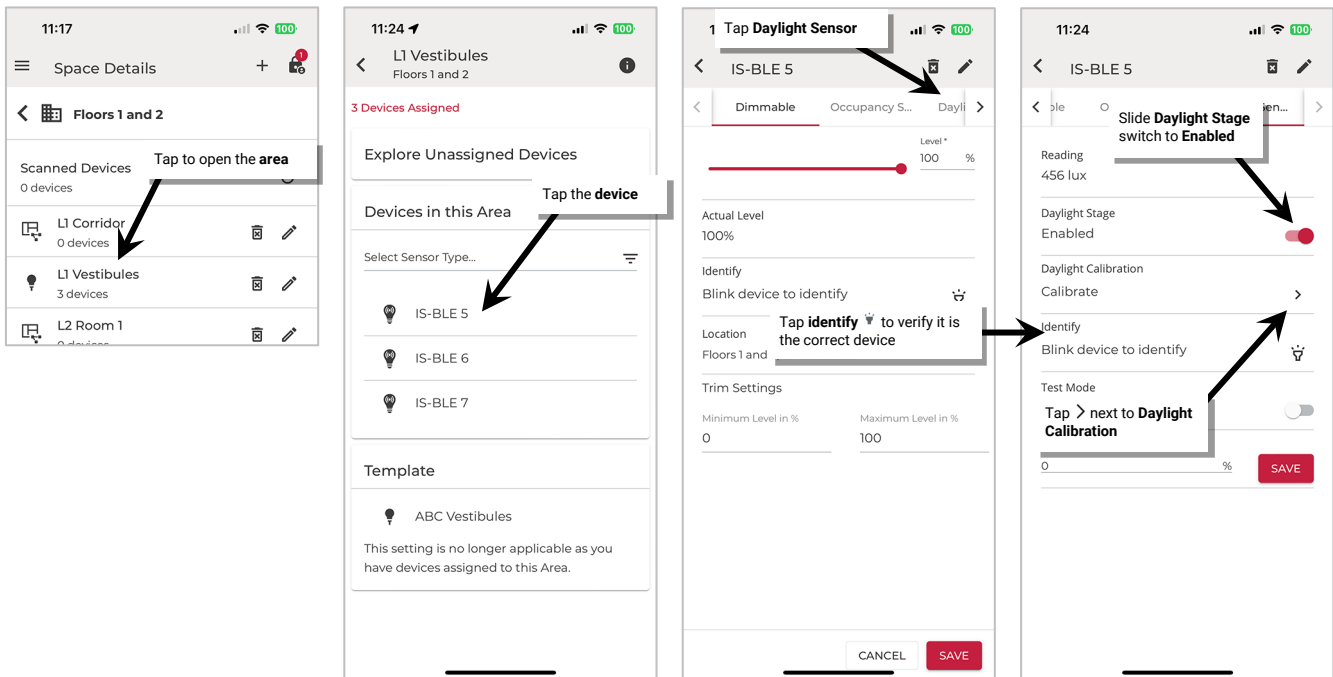 11:17
100
Space Details
1
Floors 1 and 2
Scanned Devices
0 devices
Tap to open the area
L1 Corridor
0 devices
L1 Vestibules
3 devices
L2 Room 1
11:24
100
L1 Vestibules
Floors 1 and 2
3 Devices Assigned
Explore Unassigned Devices
Tap the device
Devices in this Area
Select Sensor Type...
IS-BLE 5
IS-BLE 6
IS-BLE 7
Template
ABC Vestibules
This setting is no longer applicable as you
have devices assigned to this Area.
1
Tap Daylight Sensor
100
IS-BLE 5
Dimmable
Occupancy S...
Dayli
Level *
100 %
Actual Level
100%
Identify
Blink device to identify
Tap identify to verify it is
the correct device
Location
Floors 1 and
Trim Settings
Minimum Level in %
0
Maximum Level in %
100
CANCEL
SAVE
11:24
100
IS-BLE 5
ble
O
en...
Slide Daylight Stage
switch to Enabled
Reading
456 lux
Daylight Stage
Enabled
Daylight Calibration
Calibrate
Identify
Blink device to identify
Test Mode
Tap > next to Daylight
Calibration
0 %
SAVE